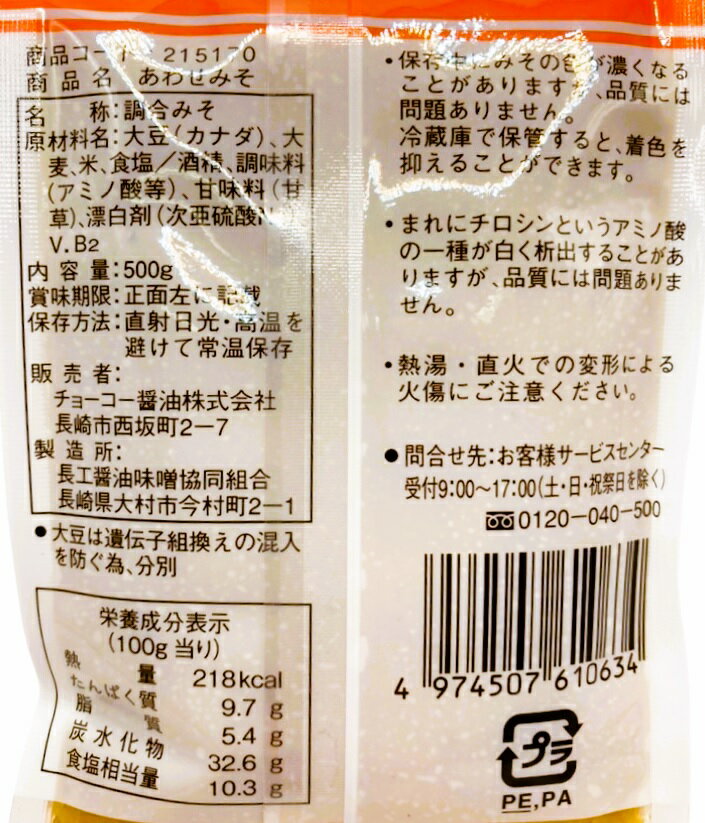 商品コード 215170
商品名 あわせみそ
名称:調合みそ
原材料名:大豆(カナダ)、大
麦、米、食塩/酒精、調味料
(アミノ酸等)、甘味料(甘
草)、漂白剤(次亜硫酸
V.B2
内容量:500g
賞味期限:正面左に記載
保存方法:直射日光・高温を
避けて常温保存
販売者:
チョーコー醤油株式会社
長崎市西坂町2-7
製造所:
長工醤油味噌協同組合
長崎県大村市今村町2-1
●大豆は遺伝子組換えの混入
を防ぐ為、分別
栄養成分表示
(100g当り)
熱量 218kcal
たんぱく質 9.7 g
脂質 5.4 g
炭水化物 32.6 g
食塩相当量 10.3 g
・保存中にみその色が濃くなる
ことがありますが、品質には
問題ありません。
冷蔵庫で保管すると、着色を
抑えることができます。
・まれにチロシンというアミノ酸
の一種が白く析出することがあ
りますが、品質には問題ありま
せん。
・熱湯・直火での変形による
火傷にご注意ください。
●問合せ先:お客様サービスセンター
受付9:00~17:00(土・日・祝祭日を除く)
0120-040-500
4 974507 610634
プラ
PE,PA